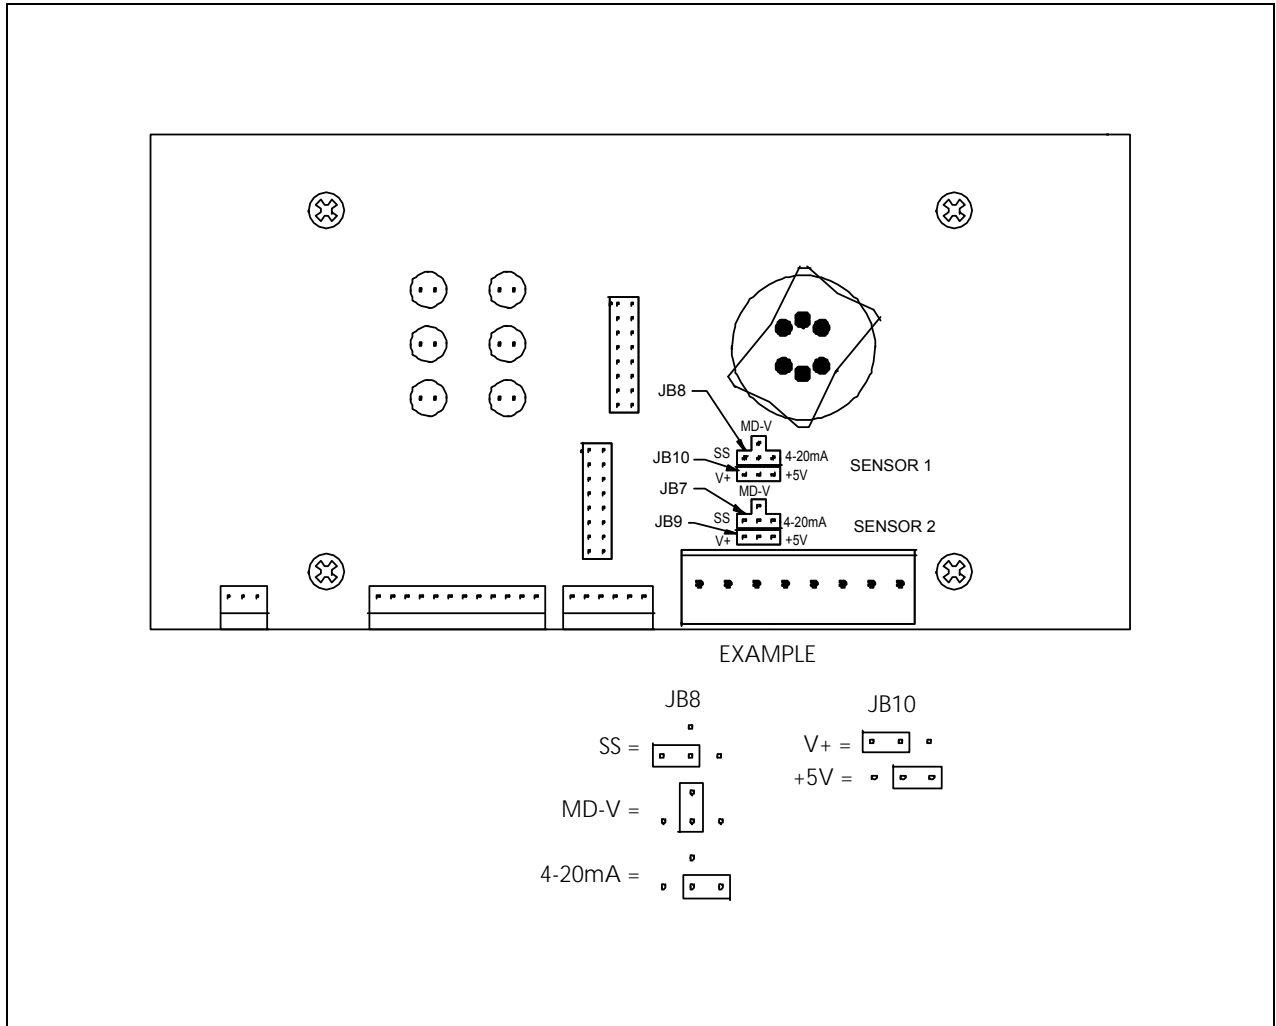 JB8
MD-V
SS
4-20mA
JB10
SENSOR 1
V+
+5V
JB7
MD-V
SS
4-20mA
JB9
SENSOR 2
V+
+5V
EXAMPLE
JB8
SS =
MD-V =
4-20mA =
JB10
V+ =
+5V =